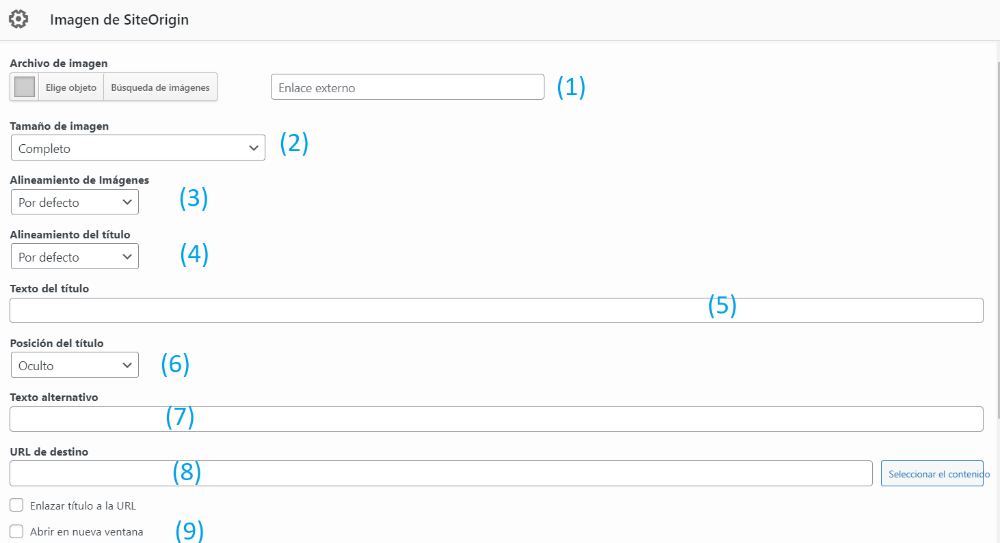 Imagen de SiteOrigin
Archivo de imagen
Elige objeto Búsqueda de imágenes Enlace externo (1)
Tamaño de imagen
Completo (2)
Alineamiento de Imágenes
Por defecto (3)
Alineamiento del título
Por defecto (4)
Texto del título
(5)
Posición del título
Oculto (6)
Texto alternativo
(7)
URL de destino
(8) Seleccionar el contenido
Enlazar título a la URL
Abrir en nueva ventana (9)